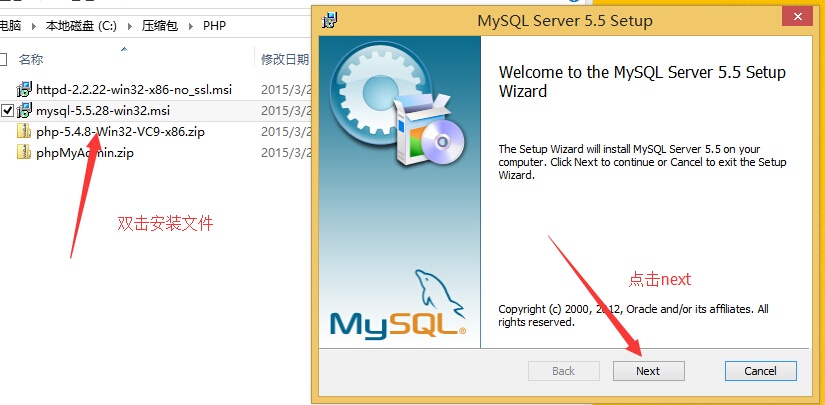 电脑 ▸ 本地磁盘 (C:) ▸ 压缩包 ▸ PHP
名称 修改日期
httpd-2.2.22-win32-x86-no_ssl.msi 2015/3/2
mysql-5.5.28-win32.msi 2015/3/2
php-5.4.8-Win32-VC9-x86.zip 2015/3/2
phpMyAdmin.zip 2015/3/2
双击安装文件
MySQL Server 5.5 Setup
Welcome to the MySQL Server 5.5 Setup
Wizard
The Setup Wizard will install MySQL Server 5.5 on your
computer. Click Next to continue or Cancel to exit the Setup
Wizard.
点击next
Copyright (c) 2000, 2012, Oracle and/or its affiliates. All
rights reserved.
MySQL®
Back Next Cancel